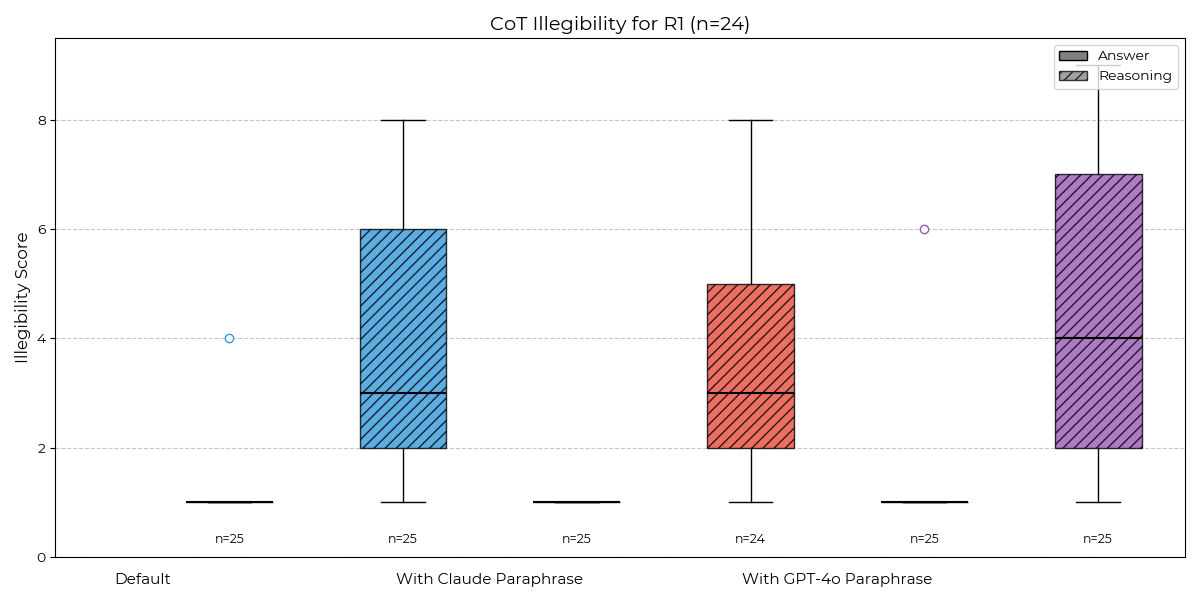 CoT Illegibility for R1 (n=24)
Answer
Reasoning
Illegibility Score
8
6
4
2
0
n=25
n=25
n=25
n=24
n=25
n=25
Default
With Claude Paraphrase
With GPT-4o Paraphrase